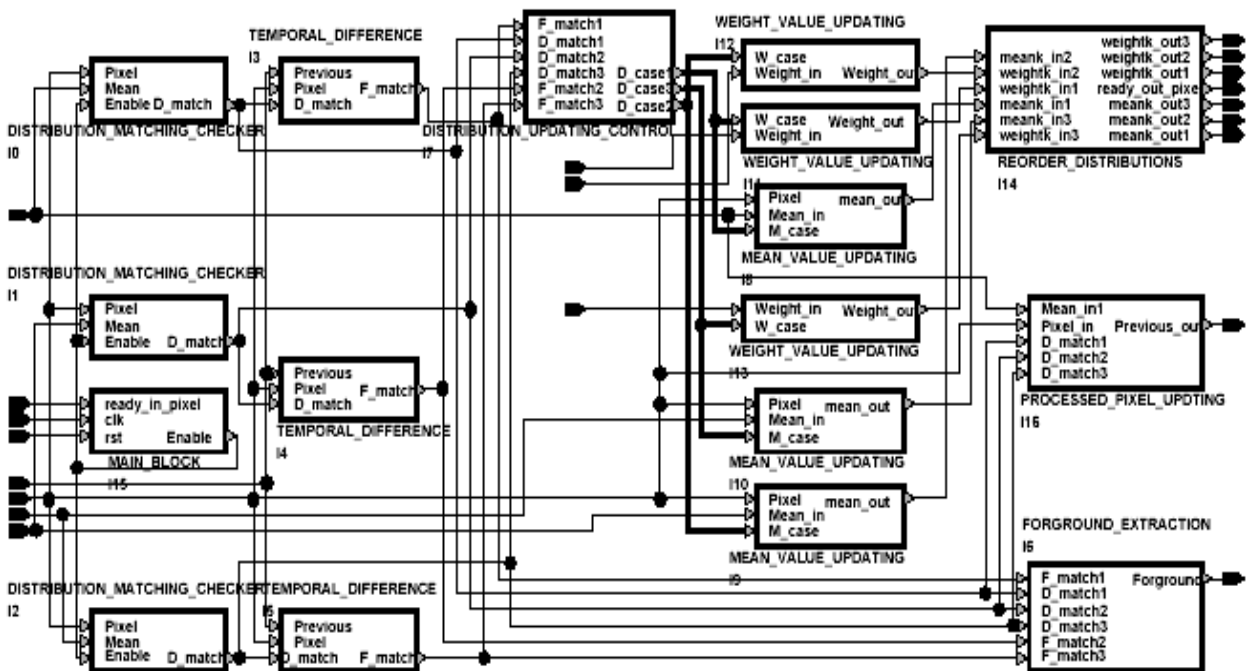 TEMPORAL_DIFFERENCE
I3
Previous
Pixel F_match
D_match
Pixel
Mean
Enable D_match
DISTRIBUTION_MATCHING_CHECKER
I0
F_match1
D_match1
D_match2
D_match3 D_case1
F_match2 D_case3
F_match3 D_case2
DISTRIBUTION_UPDATING_CONTROL
I7
WEIGHT_VALUE_UPDATING
I12
W_case
Weight_in Weight_ou
W_case Weight_out
Weight_in
WEIGHT_VALUE_UPDATING
I11
meank_in2
weightk_in2
weightk_in1
meank_in1
meank_in3
weightk_in3
weightk_out3
weightk_out2
weightk_out1
ready_out_pixe
meank_out3
meank_out2
meank_out1
REORDER_DISTRIBUTIONS
I14
Pixel mean_ou
Mean_in
M_case
MEAN_VALUE_UPDATING
I8
DISTRIBUTION_MATCHING_CHECKER
I1
Pixel
Mean
Enable D_match
Weight_in Weight_ou
W_case
WEIGHT_VALUE_UPDATING
I13
Mean_in1
Pixel_in Previous_ou
D_match1
D_match2
D_match3
PROCESSED_PIXEL_UPDTING
I16
Previous
Pixel F_match
D_match
TEMPORAL_DIFFERENCE
I4
ready_in_pixel
clk
rst Enable
MAIN_BLOCK
I15
Pixel mean_out
Mean_in
M_case
MEAN_VALUE_UPDATING
I10
Pixel mean_out
Mean_in
M_case
MEAN_VALUE_UPDATING
I9
FORGROUND_EXTRACTION
I6
F_match1 Forground
D_match1
D_match2
D_match3
F_match2
F_match3
DISTRIBUTION_MATCHING_CHECKER
I2
Pixel
Mean
Enable D_match
TEMPORAL_DIFFERENCE
I5
Previous
Pixel
D_match F_match